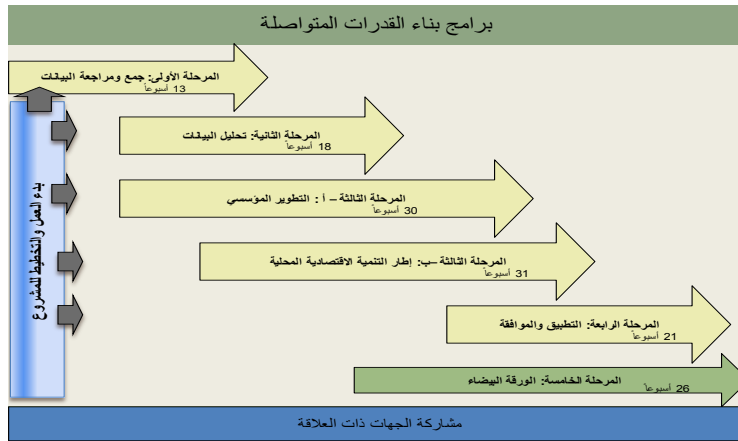 برامج بناء القدرات المتواصلة
المرحلة الأولى: جمع ومراجعة البيانات
13 أسبوعاً
المرحلة الثانية: تحليل البيانات
18 أسبوعاً
المرحلة الثالثة – أ : التطوير المؤسسي
30 أسبوعاً
المرحلة الثالثة –ب: إطار التنمية الاقتصادية المحلية
31 أسبوعاً
المرحلة الرابعة: التطبيق والموافقة
21 أسبوعاً
المرحلة الخامسة: الورقة البيضاء
26 أسبوعاً
بدء العمل والتخطيط للمشروع
مشاركة الجهات ذات العلاقة